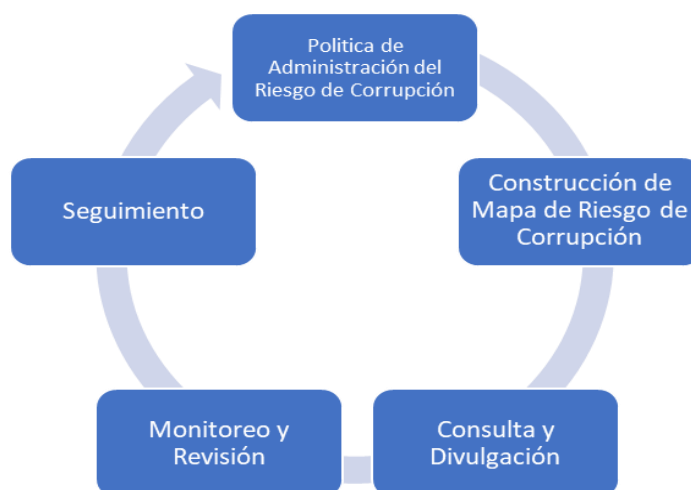 Politica de
Administración del
Riesgo de Corrupción
Construcción de
Mapa de Riesgo de
Corrupción
Consulta y
Divulgación
Monitoreo y
Revisión
Seguimiento